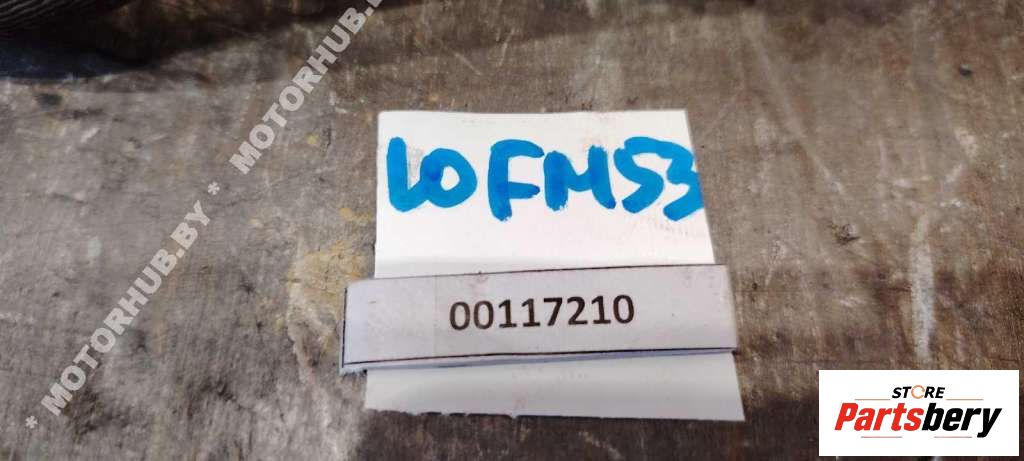 * MOTORHUB.BY * MOTORHUB.BY
10FM53
00117210
STORE
Partsbery